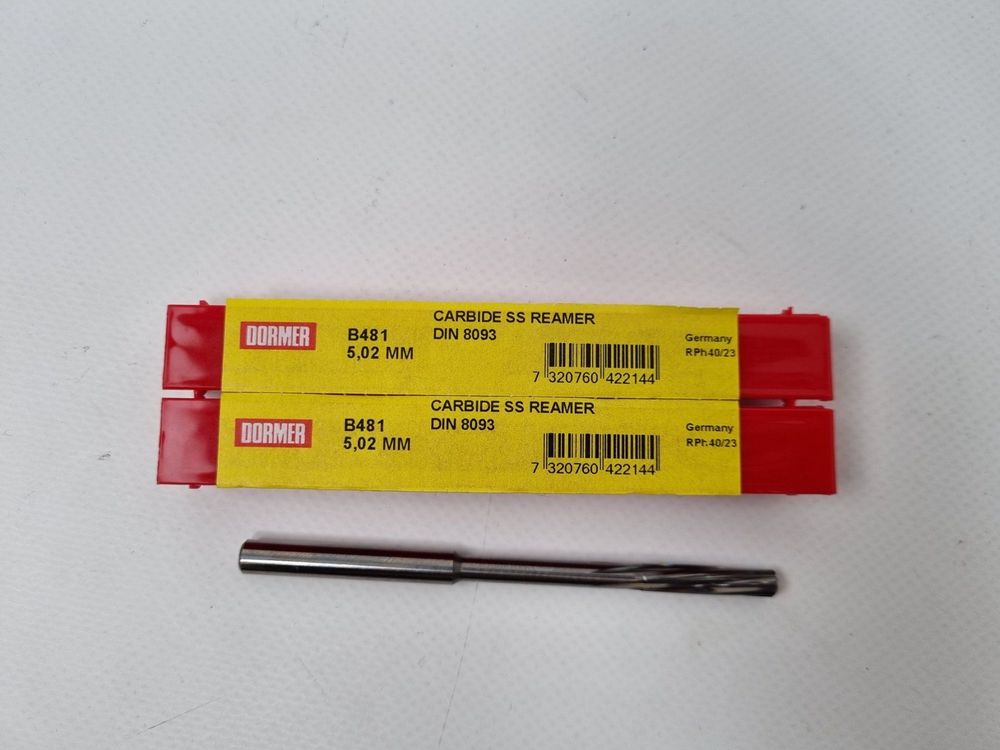 DORMER
B481
5,02 MM
CARBIDE SS REAMER
DIN 8093
7 320760 422144
Germany
RPh40/23
DORMER
B481
5,02 MM
CARBIDE SS REAMER
DIN 8093
7 320760 422144
Germany
RPh40/23